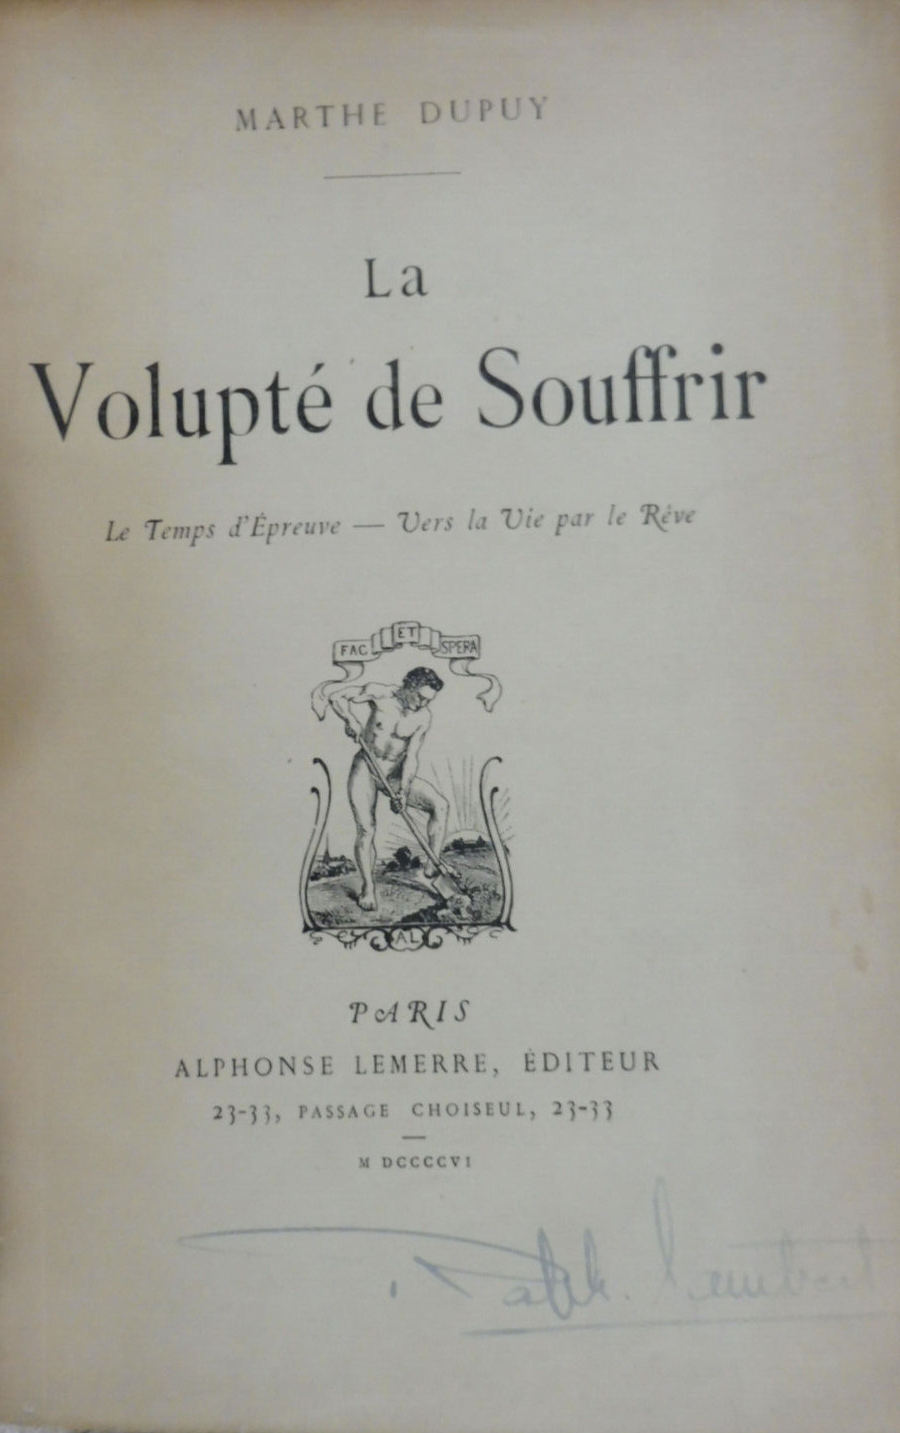 MARTHE DUPUY
La
Volupté de Souffrir
Le Temps d'Épreuve — Vers la Vie par le Rêve
FAC ET SPERA
AL
PARIS
ALPHONSE LEMERRE, ÉDITEUR
23-33, PASSAGE CHOISEUL, 23-33
M DCCCCVI